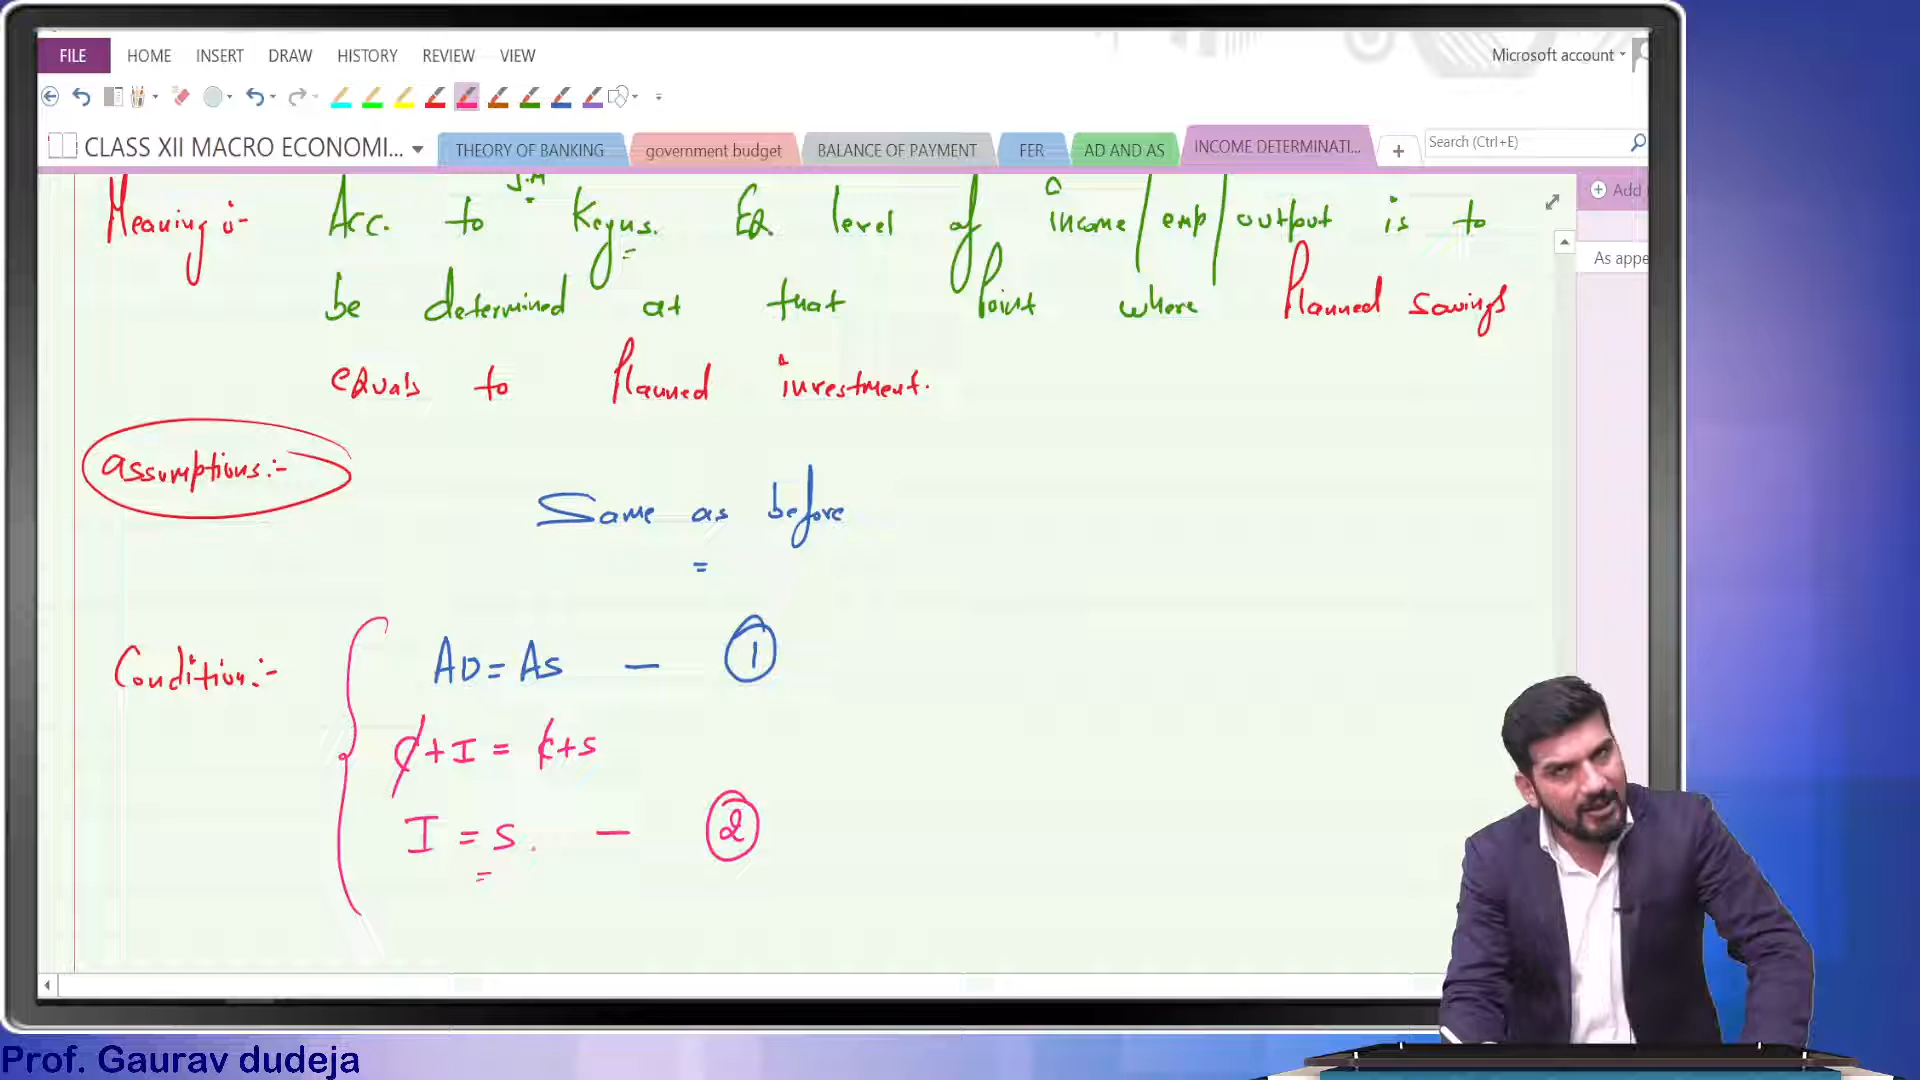 FILE HOME INSERT DRAW HISTORY REVIEW VIEW Microsoft account
CLASS XII MACRO ECONOMI... THEORY OF BANKING government budget BALANCE OF PAYMENT FER AD AND AS INCOME DETERMINATI... + Search (Ctrl+E)
Add
As appe
J.M
Meaning :- Acc. to Keyns. EQ level of income/emp/output is to
be determined at that Point where Planned savings
equals to Planned investment.
Assumptions:-
Same as before
=
Condition:- AD = AS — ①
C+I = C+S
I = S. — ②
=
Prof. Gaurav dudeja